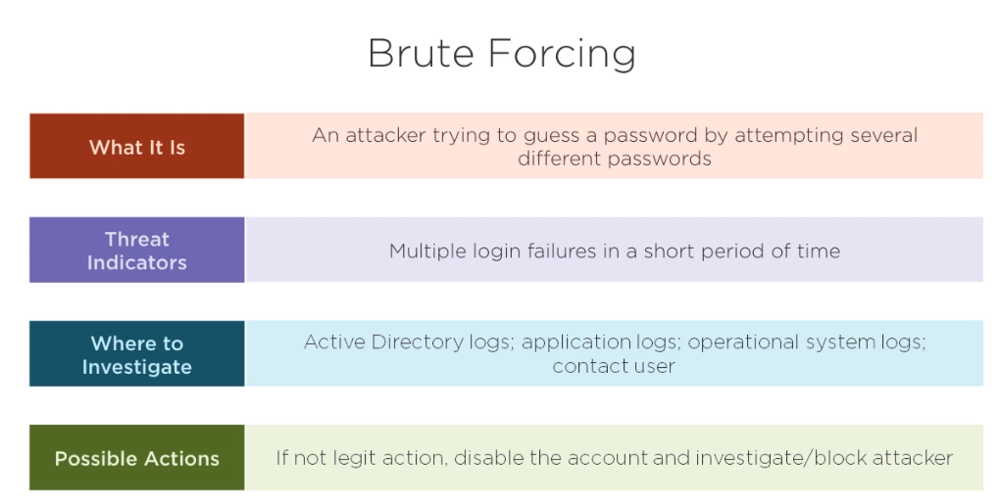 Brute Forcing
What It Is
An attacker trying to guess a password by attempting several
different passwords
Threat
Indicators
Multiple login failures in a short period of time
Where to
Investigate
Active Directory logs; application logs; operational system logs;
contact user
Possible Actions
If not legit action, disable the account and investigate/block attacker